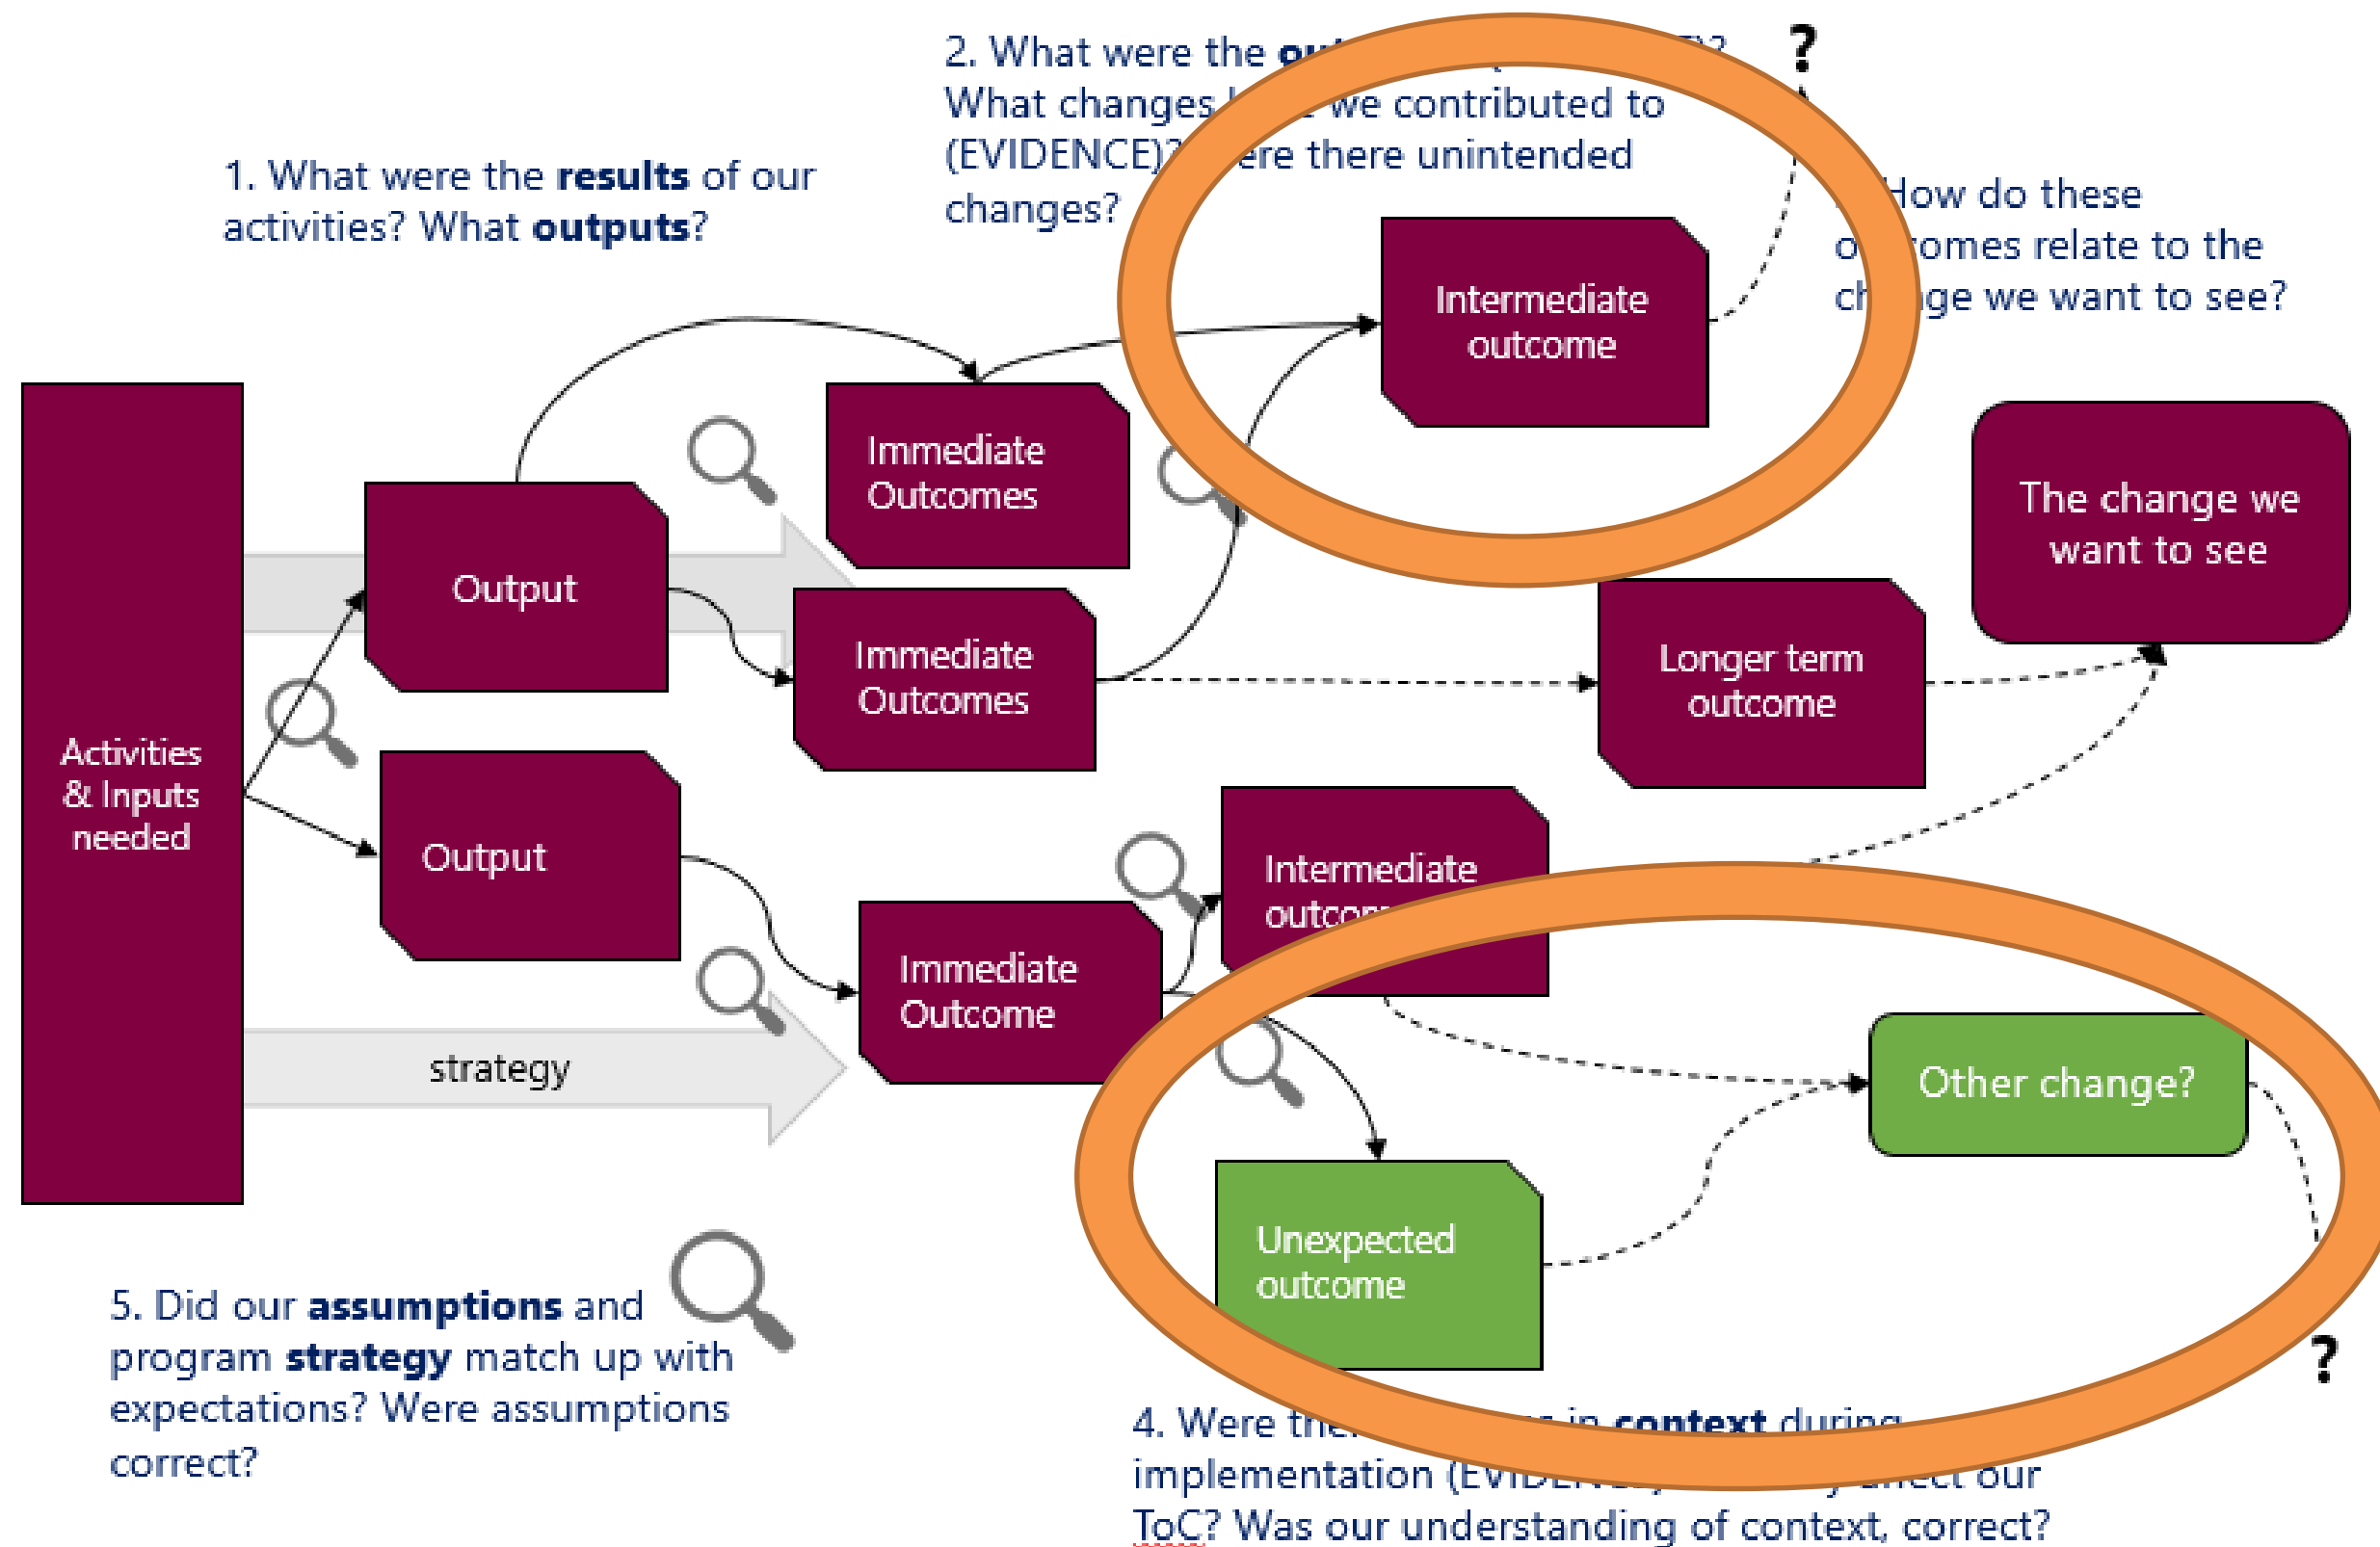 2. What were the
?
What changes we contributed to
(EVIDENCE)? ere there unintended
changes?
1. What were the results of our
activities? What outputs?
How do these
outcomes relate to the
change we want to see?
Intermediate
outcome
Immediate
Outcomes
The change we
want to see
Output
Immediate
Outcomes
Longer term
outcome
Activities
& Inputs
needed
Output
Intermediate
outcome
Immediate
Outcome
strategy
Other change?
Unexpected
outcome
?
5. Did our assumptions and
program strategy match up with
expectations? Were assumptions
correct?
4. Were in context during
implementation affect our
ToC? Was our understanding of context, correct?